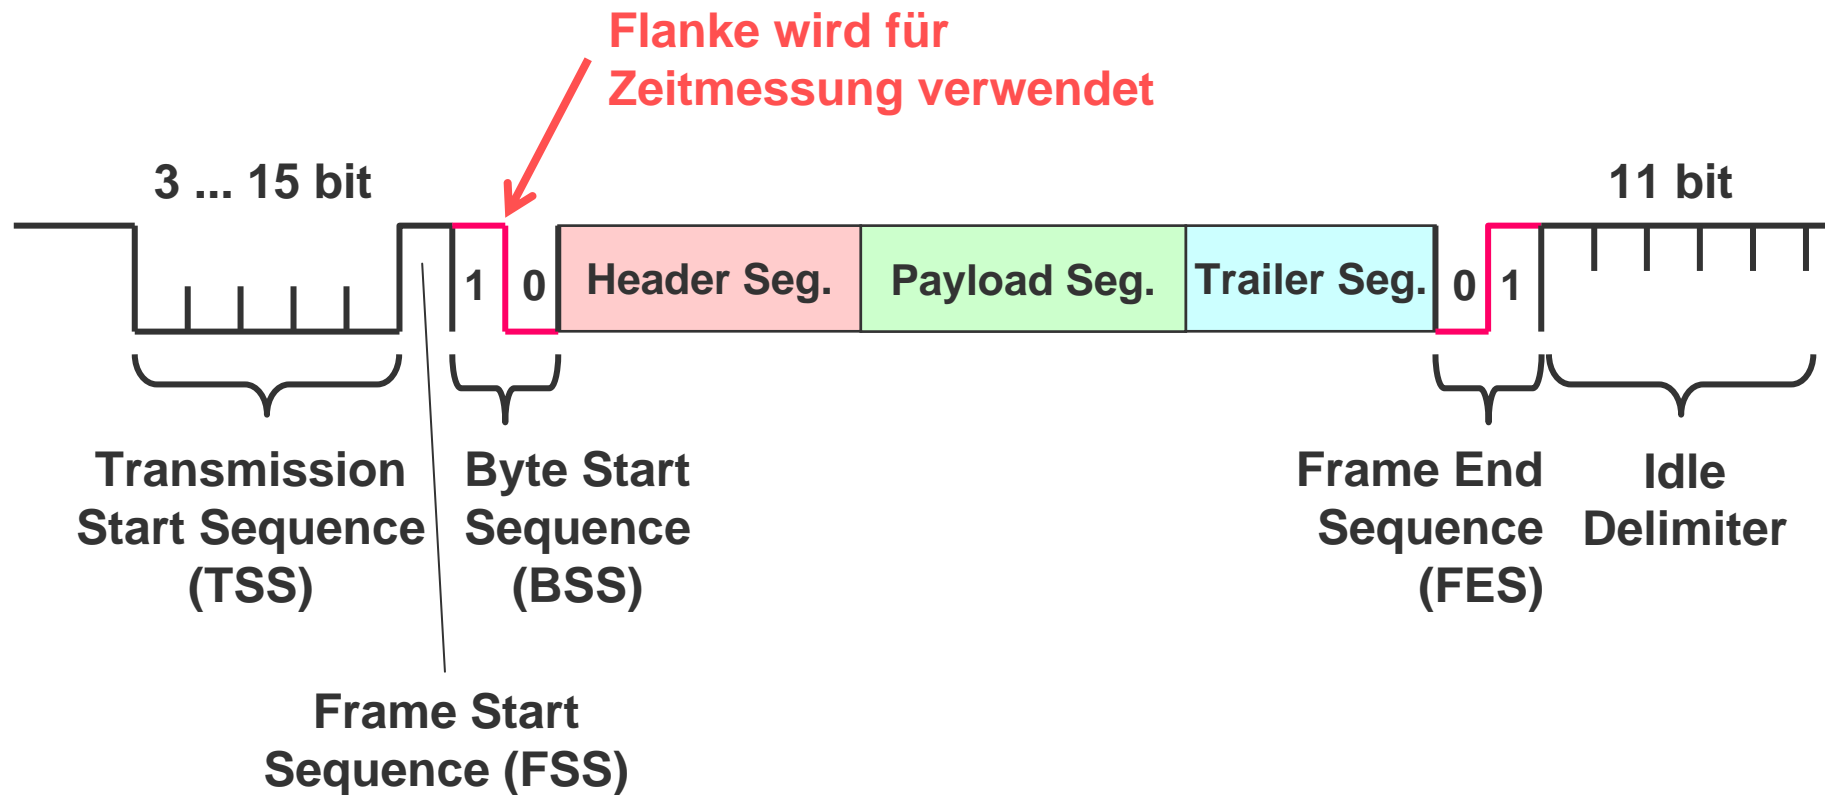 Flanke wird für
Zeitmessung verwendet
3 ... 15 bit
11 bit
1 0
Header Seg.
Payload Seg.
Trailer Seg.
0 1
Transmission
Start Sequence
(TSS)
Byte Start
Sequence
(BSS)
Frame End
Sequence
(FES)
Idle
Delimiter
Frame Start
Sequence (FSS)